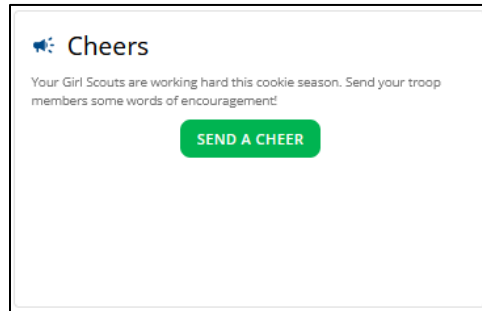 Cheers
Your Girl Scouts are working hard this cookie season. Send your troop
members some words of encouragement!
SEND A CHEER